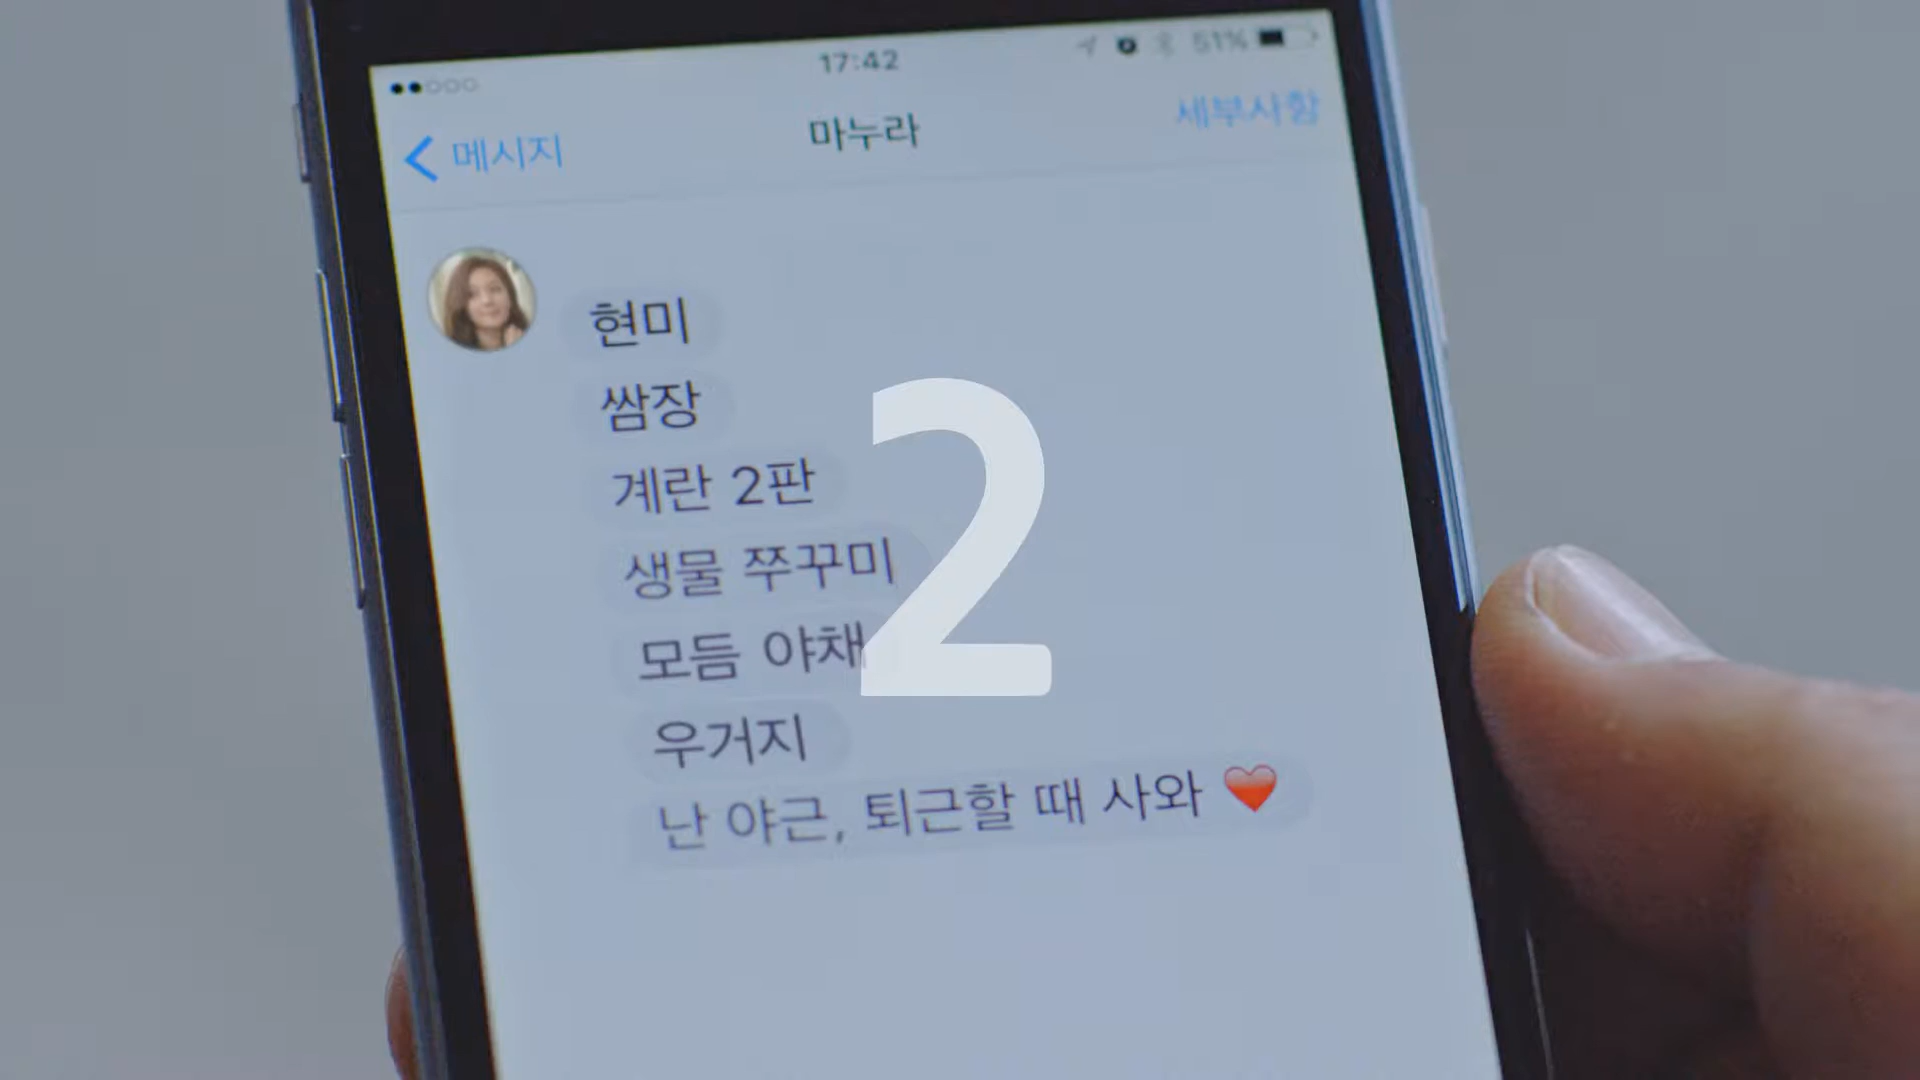 17:42
51%
메시지
마누라
세부사항
현미
쌈장
계란 2판
생물 쭈꾸미
모듬 야채
우거지
난 야근, 퇴근할 때 사와 ❤️
2